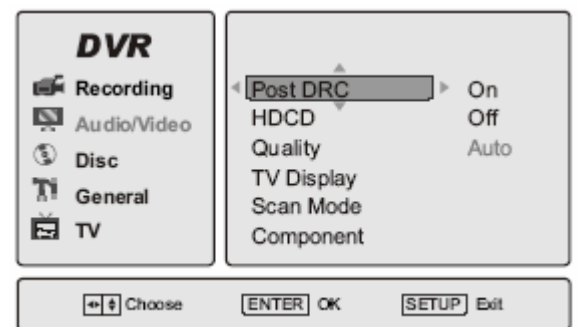 DVR
Recording
Audio/Video
Disc
General
TV
Post DRC On
HDCD Off
Quality Auto
TV Display
Scan Mode
Component
Choose ENTER OK SETUP Exit